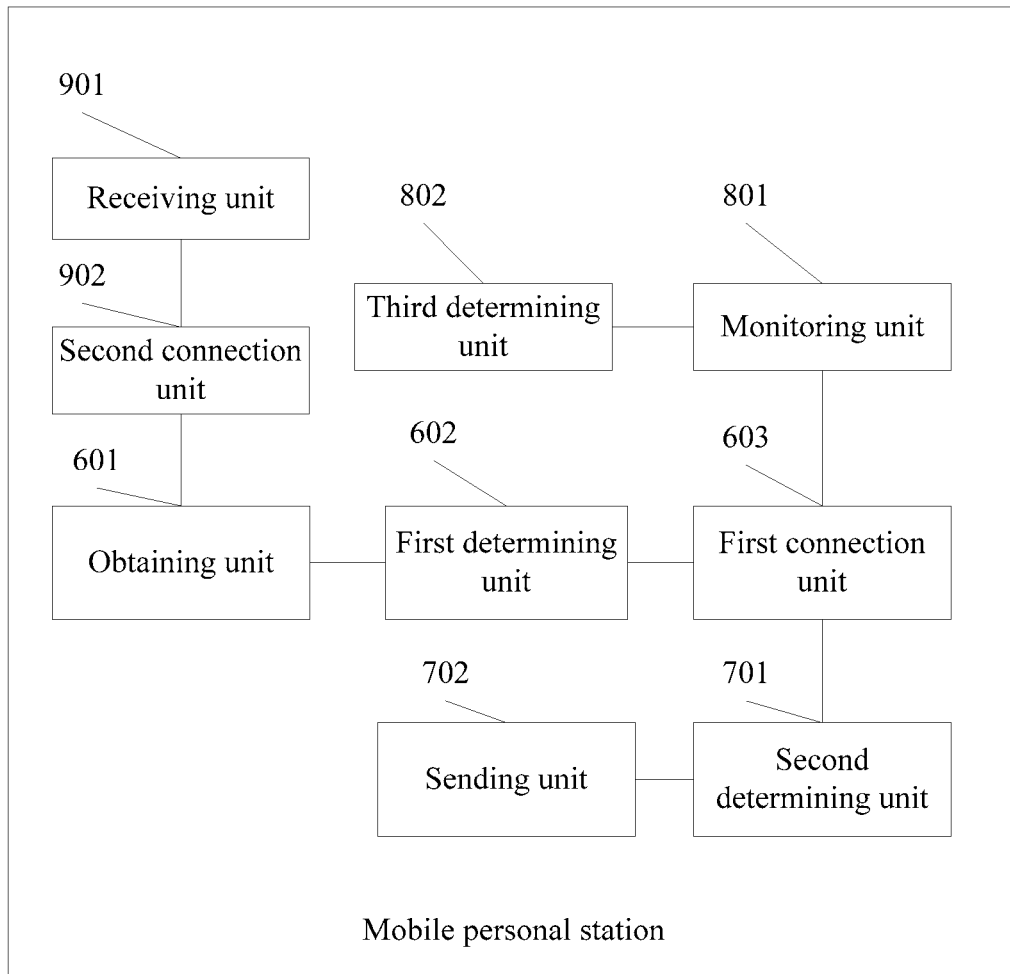 901
Receiving unit
802
801
902
Third determining
unit
Monitoring unit
Second connection
unit
601
602
603
Obtaining unit
First determining
unit
First connection
unit
702
701
Sending unit
Second
determining unit
Mobile personal station